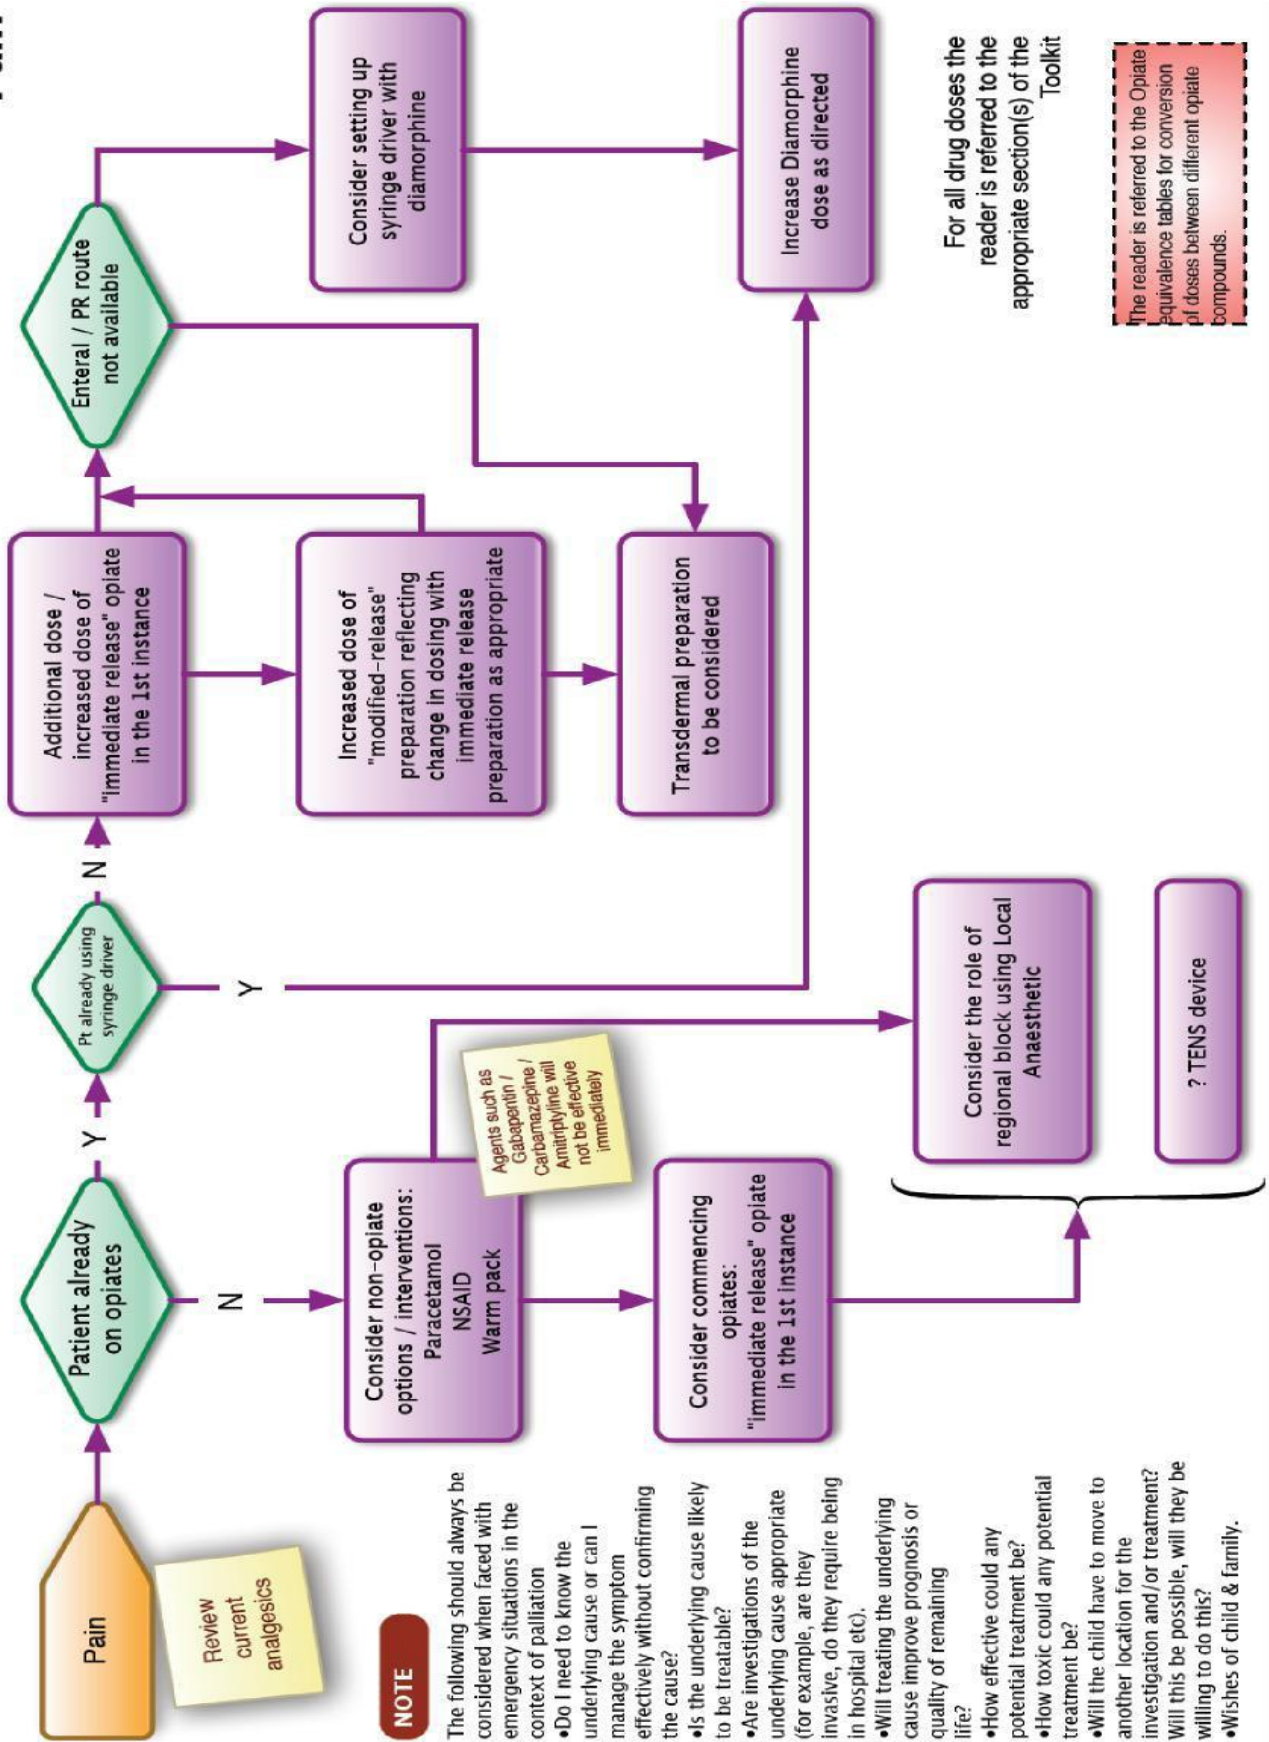 Pain
Review
current
analgesics
Patient already
on opiates
Y
N
Pt already using
syringe driver
N
Y
Additional dose /
increased dose of
"immediate release" opiate
in the 1st instance
Enteral / PR route
not available
Consider setting up
syringe driver with
diamorphine
Increased dose of
"modified-release"
preparation reflecting
change in dosing with
immediate release
preparation as appropriate
Transdermal preparation
to be considered
Increase Diamorphine
dose as directed
Consider non-opiate
options / interventions:
Paracetamol
NSAID
Warm pack
Agents such as
Gabapentin /
Carbamazepine /
Amitriptyline will
not be effective
immediately
Consider commencing
opiates:
"immediate release" opiate
in the 1st instance
Consider the role of
regional block using Local
Anaesthetic
? TENS device
NOTE
The following should always be
considered when faced with
emergency situations in the
context of palliation
•Do I need to know the
underlying cause or can I
manage the symptom
effectively without confirming
the cause?
•Is the underlying cause likely
to be treatable?
•Are investigations of the
underlying cause appropriate
(for example, are they
invasive, do they require being
in hospital etc).
•Will treating the underlying
cause improve prognosis or
quality of remaining
life?
•How effective could any
potential treatment be?
•How toxic could any potential
treatment be?
•Will the child have to move to
another location for the
investigation and/or treatment?
Will this be possible, will they be
willing to do this?
•Wishes of child & family.
For all drug doses the
reader is referred to the
appropriate section(s) of the
Toolkit
The reader is referred to the Opiate
equivalence tables for conversion
of doses between different opiate
compounds.